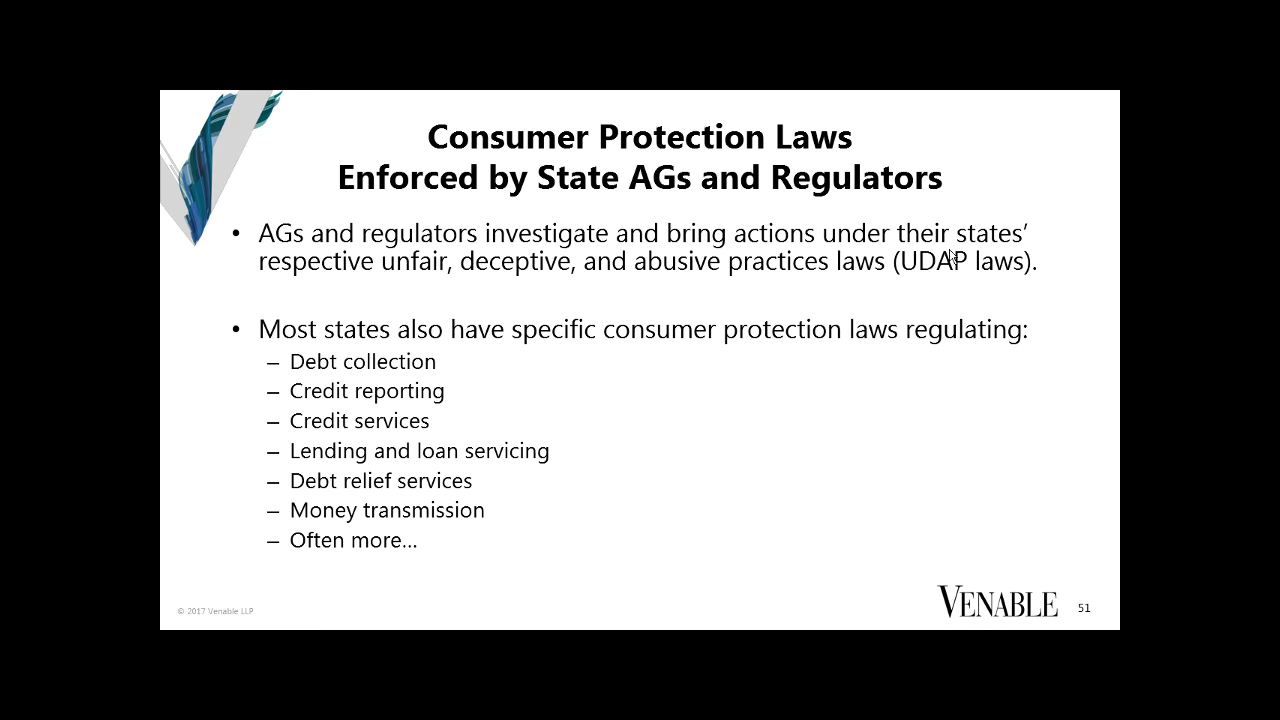 Consumer Protection Laws
Enforced by State AGs and Regulators
• AGs and regulators investigate and bring actions under their states’
respective unfair, deceptive, and abusive practices laws (UDAP laws).
• Most states also have specific consumer protection laws regulating:
– Debt collection
– Credit reporting
– Credit services
– Lending and loan servicing
– Debt relief services
– Money transmission
– Often more…
© 2017 Venable LLP
VENABLE
51